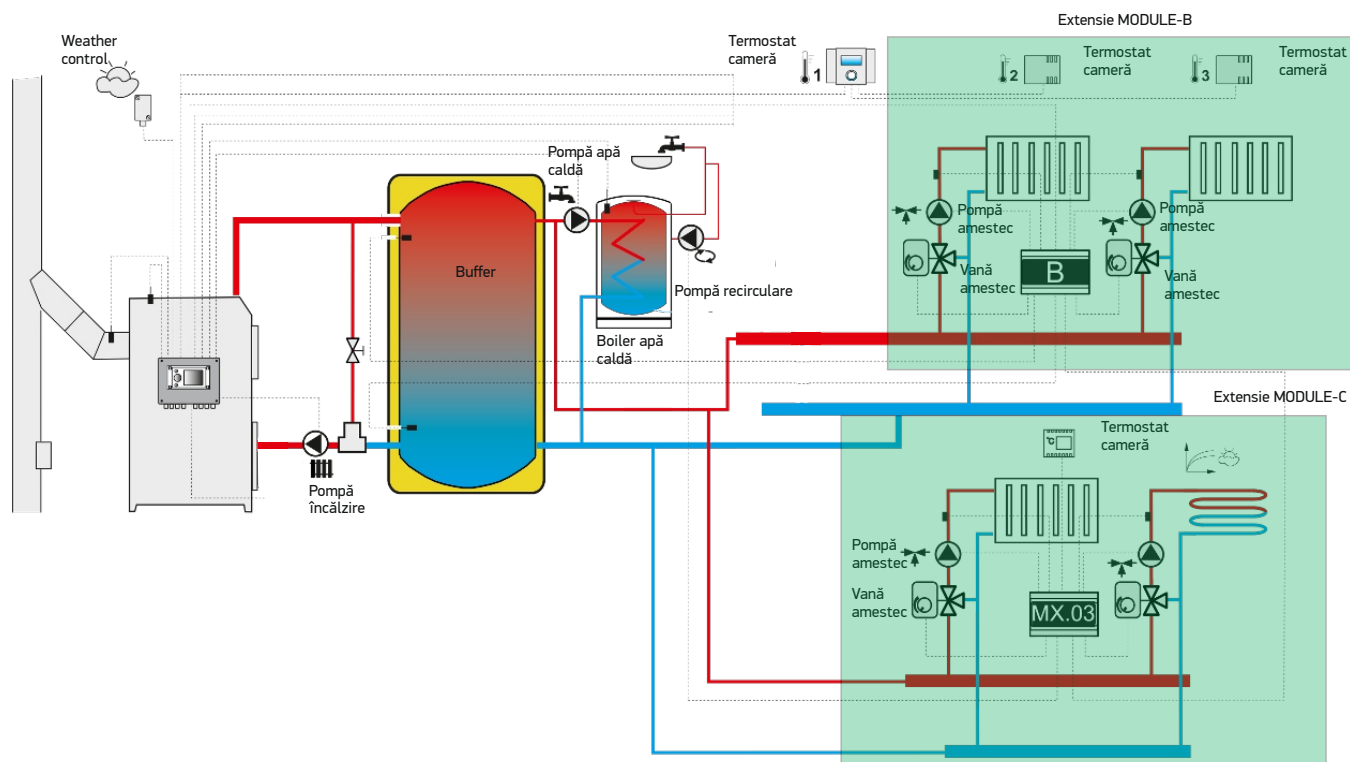 Extensie MODULE-B
Weather
control
Termostat
cameră
1
2
Termostat
cameră
3
Termostat
cameră
Pompă apă
caldă
Pompă
amestec
Pompă
amestec
Buffer
B
Vană
amestec
Vană
amestec
Pompă recirculare
Boiler apă
caldă
Extensie MODULE-C
°C
Termostat
cameră
Pompă
încălzire
Pompă
amestec
Vană
amestec
MX.03